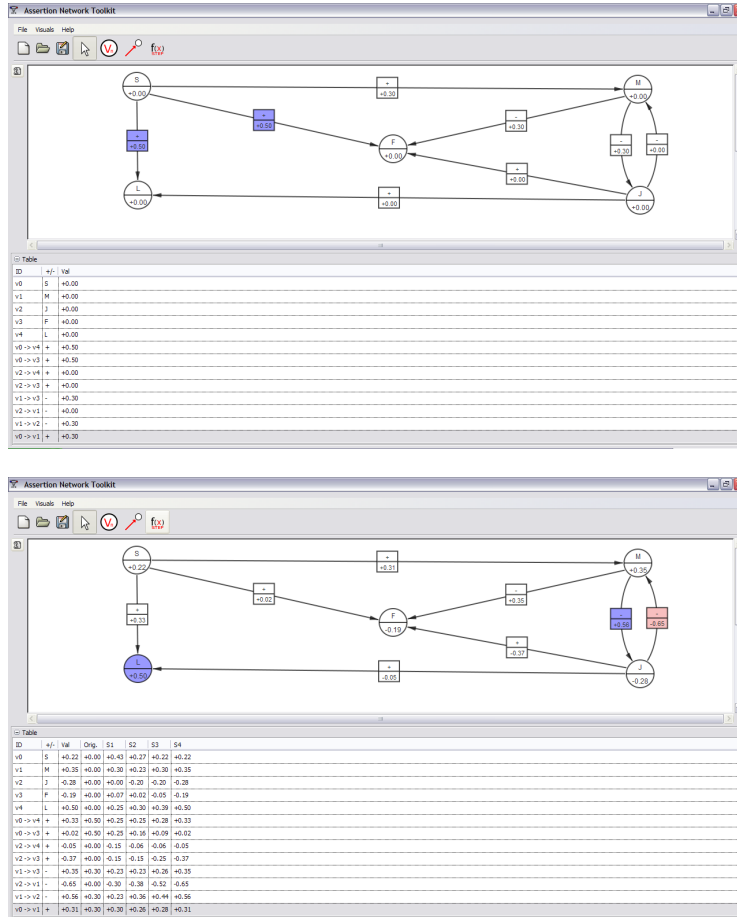 Assertion Network Toolkit
File Visuals Help
V. f(x) STEP
S +0.00
+ +0.30
M +0.00
+ +0.50
+ +0.50
- +0.30
F +0.00
- +0.30
- +0.00
+ +0.00
L +0.00
+ +0.00
J +0.00
Table
ID +/- Val
v0 S +0.00
v1 M +0.00
v2 J +0.00
v3 F +0.00
v4 L +0.00
v0 -> v4 + +0.50
v0 -> v3 + +0.50
v2 -> v4 + +0.00
v2 -> v3 + +0.00
v1 -> v3 - +0.30
v2 -> v1 - +0.00
v1 -> v2 - +0.30
v0 -> v1 + +0.30
Assertion Network Toolkit
File Visuals Help
V. f(x) STEP
S +0.22
+ +0.31
M +0.35
+ +0.02
- +0.35
+ +0.33
F -0.19
- +0.56
- -0.65
+ -0.37
L +0.50
+ -0.05
J -0.28
Table
ID +/- Val Orig. S1 S2 S3 S4
v0 S +0.22 +0.00 +0.43 +0.27 +0.22 +0.22
v1 M +0.35 +0.00 +0.30 +0.23 +0.30 +0.35
v2 J -0.28 +0.00 +0.00 -0.20 -0.20 -0.28
v3 F -0.19 +0.00 +0.07 +0.02 -0.05 -0.19
v4 L +0.50 +0.00 +0.25 +0.30 +0.39 +0.50
v0 -> v4 + +0.33 +0.50 +0.25 +0.25 +0.28 +0.33
v0 -> v3 + +0.02 +0.50 +0.25 +0.16 +0.09 +0.02
v2 -> v4 + -0.05 +0.00 -0.15 -0.06 -0.06 -0.05
v2 -> v3 + -0.37 +0.00 -0.15 -0.15 -0.25 -0.37
v1 -> v3 - +0.35 +0.30 +0.23 +0.23 +0.26 +0.35
v2 -> v1 - -0.65 +0.00 -0.30 -0.38 -0.52 -0.65
v1 -> v2 - +0.56 +0.30 +0.23 +0.36 +0.44 +0.56
v0 -> v1 + +0.31 +0.30 +0.30 +0.26 +0.28 +0.31